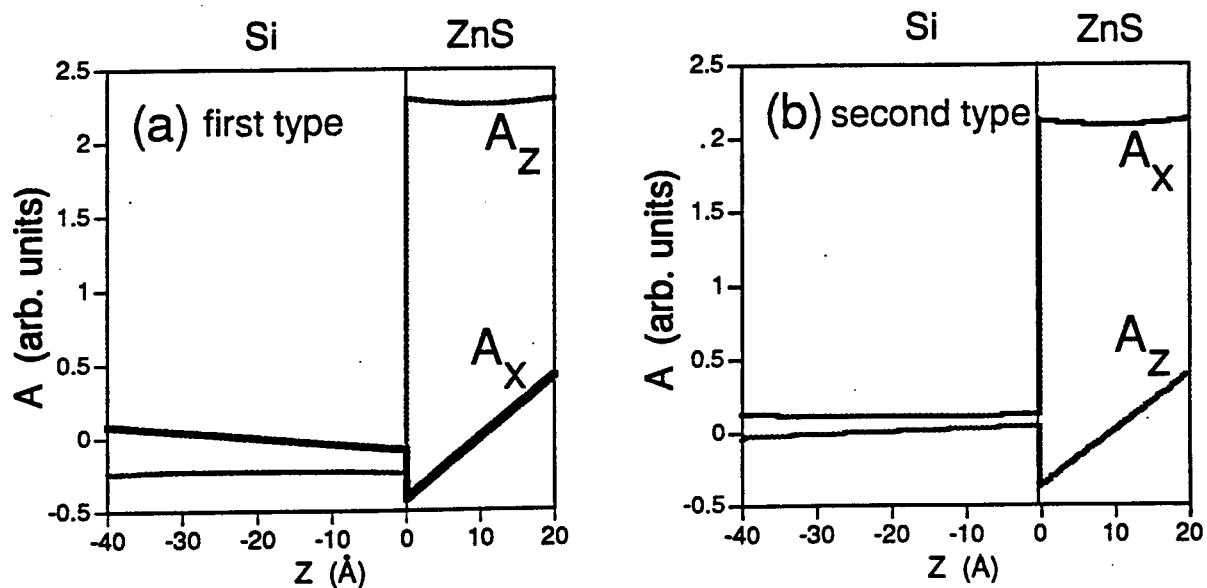 Si ZnS
(a) first type
A (arb. units)
2.5
2
1.5
1
0.5
0
-0.5
A_z
A_x
-40 -30 -20 -10 0 10 20
Z (Å)
Si ZnS
(b) second type
A (arb. units)
2.5
.2
1.5
1
0.5
0
-0.5
A_x
A_z
-40 -30 -20 -10 0 10 20
Z (A)